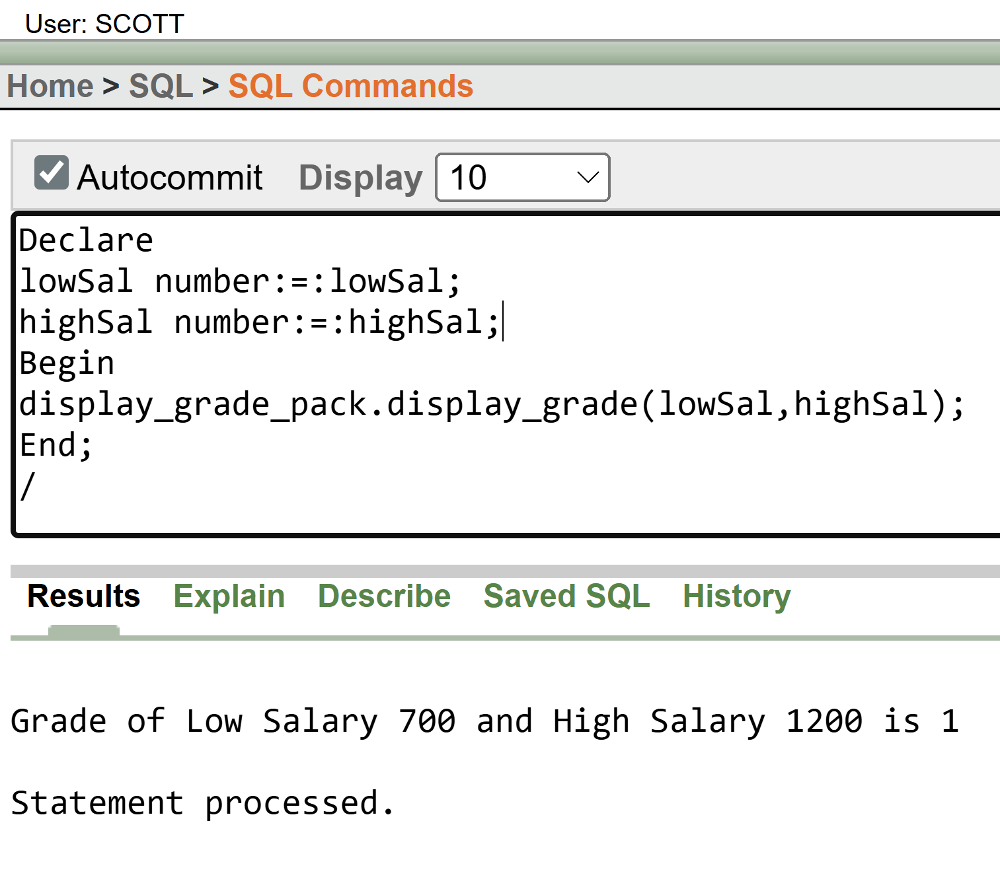 User: SCOTT
Home > SQL > SQL Commands
Autocommit Display 10
Declare
lowSal number:=:lowSal;
highSal number:=:highSal;
Begin
display_grade_pack.display_grade(lowSal,highSal);
End;
/
Results Explain Describe Saved SQL History
Grade of Low Salary 700 and High Salary 1200 is 1
Statement processed.